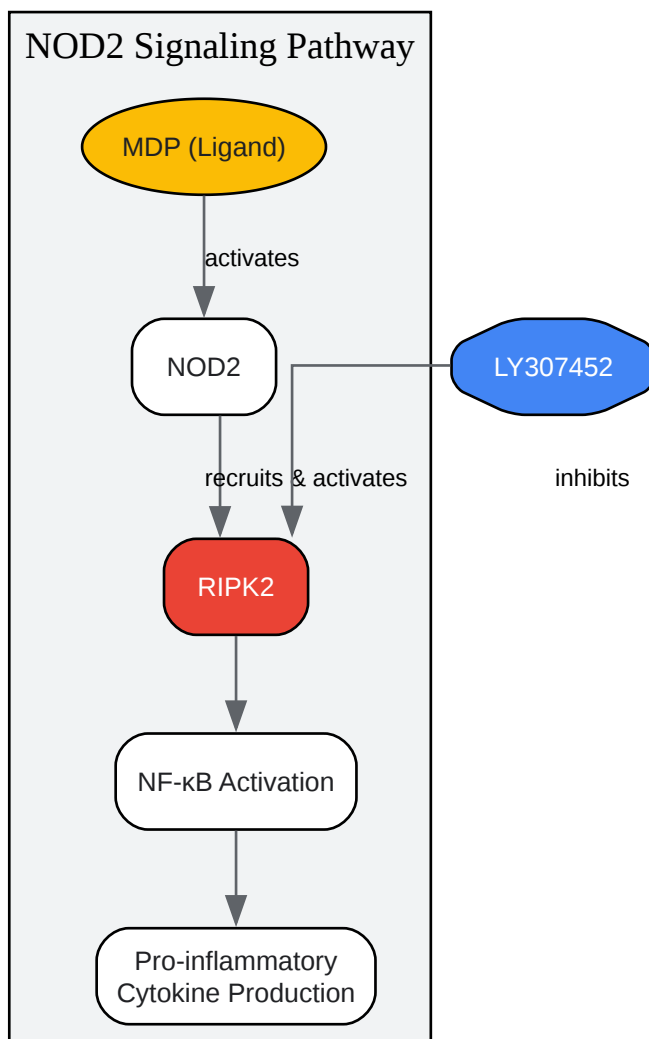 NOD2 Signaling Pathway
MDP (Ligand)
activates
NOD2
LY307452
recruits & activates
inhibits
RIPK2
NF-κB Activation
Pro-inflammatory
Cytokine Production